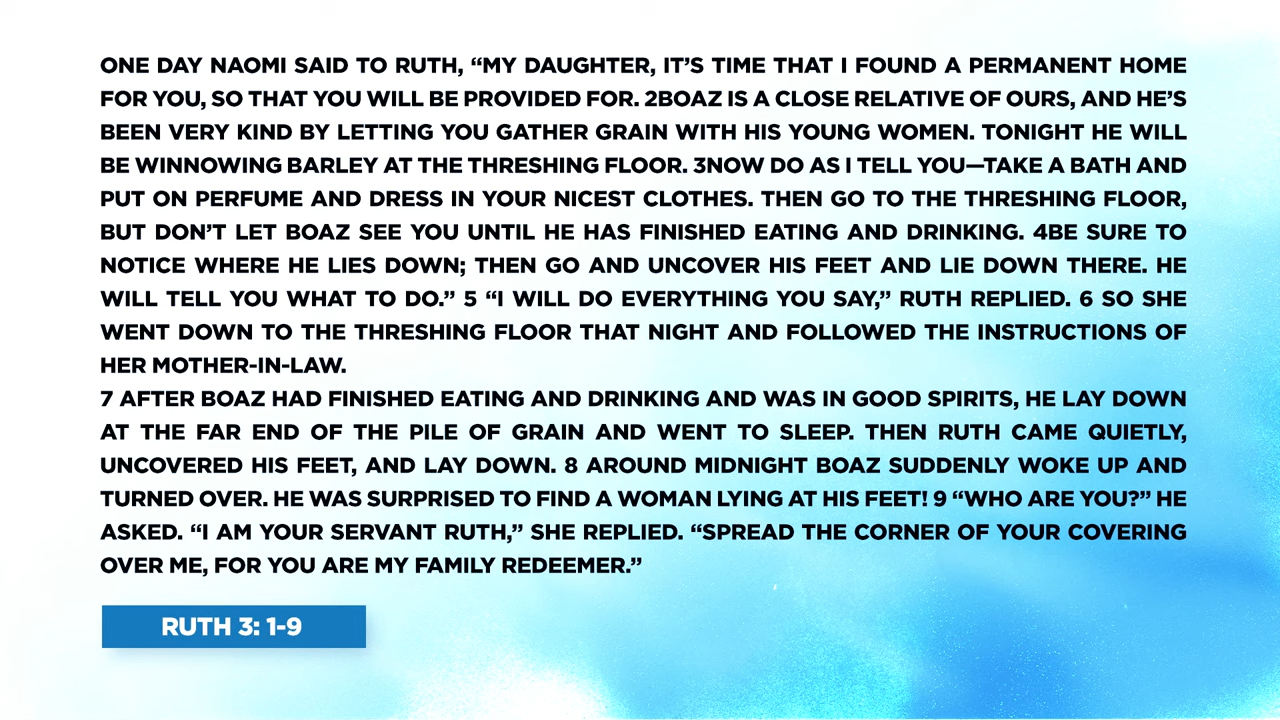 ONE DAY NAOMI SAID TO RUTH, “MY DAUGHTER, IT’S TIME THAT I FOUND A PERMANENT HOME
FOR YOU, SO THAT YOU WILL BE PROVIDED FOR. 2BOAZ IS A CLOSE RELATIVE OF OURS, AND HE’S
BEEN VERY KIND BY LETTING YOU GATHER GRAIN WITH HIS YOUNG WOMEN. TONIGHT HE WILL
BE WINNOWING BARLEY AT THE THRESHING FLOOR. 3NOW DO AS I TELL YOU—TAKE A BATH AND
PUT ON PERFUME AND DRESS IN YOUR NICEST CLOTHES. THEN GO TO THE THRESHING FLOOR,
BUT DON’T LET BOAZ SEE YOU UNTIL HE HAS FINISHED EATING AND DRINKING. 4BE SURE TO
NOTICE WHERE HE LIES DOWN; THEN GO AND UNCOVER HIS FEET AND LIE DOWN THERE. HE
WILL TELL YOU WHAT TO DO.” 5 “I WILL DO EVERYTHING YOU SAY,” RUTH REPLIED. 6 SO SHE
WENT DOWN TO THE THRESHING FLOOR THAT NIGHT AND FOLLOWED THE INSTRUCTIONS OF
HER MOTHER-IN-LAW.
7 AFTER BOAZ HAD FINISHED EATING AND DRINKING AND WAS IN GOOD SPIRITS, HE LAY DOWN
AT THE FAR END OF THE PILE OF GRAIN AND WENT TO SLEEP. THEN RUTH CAME QUIETLY,
UNCOVERED HIS FEET, AND LAY DOWN. 8 AROUND MIDNIGHT BOAZ SUDDENLY WOKE UP AND
TURNED OVER. HE WAS SURPRISED TO FIND A WOMAN LYING AT HIS FEET! 9 “WHO ARE YOU?” HE
ASKED. “I AM YOUR SERVANT RUTH,” SHE REPLIED. “SPREAD THE CORNER OF YOUR COVERING
OVER ME, FOR YOU ARE MY FAMILY REDEEMER.”
RUTH 3: 1-9